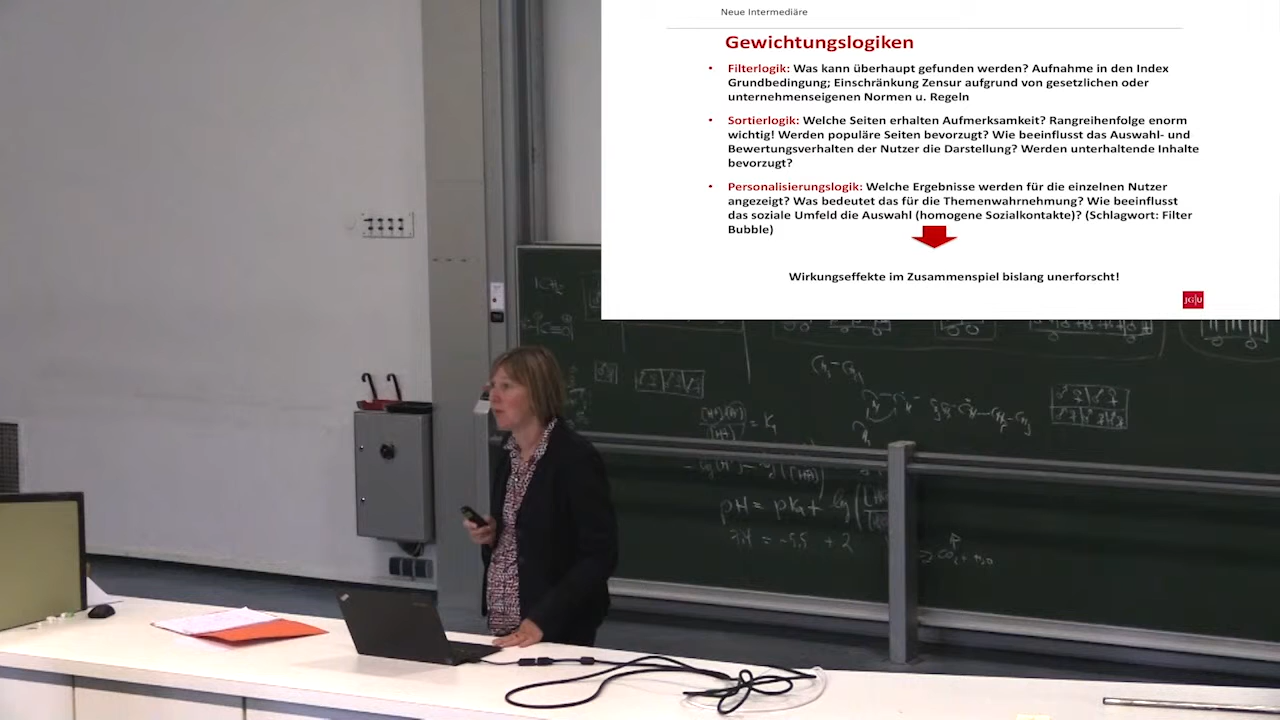 Neue Intermediäre
Gewichtungslogiken
• Filterlogik: Was kann überhaupt gefunden werden? Aufnahme in den Index
Grundbedingung; Einschränkung Zensur aufgrund von gesetzlichen oder
unternehmenseigenen Normen u. Regeln
• Sortierlogik: Welche Seiten erhalten Aufmerksamkeit? Rangreihenfolge enorm
wichtig! Werden populäre Seiten bevorzugt? Wie beeinflusst das Auswahl- und
Bewertungsverhalten der Nutzer die Darstellung? Werden unterhaltende Inhalte
bevorzugt?
• Personalisierungslogik: Welche Ergebnisse werden für die einzelnen Nutzer
angezeigt? Was bedeutet das für die Themenwahrnehmung? Wie beeinflusst
das soziale Umfeld die Auswahl (homogene Sozialkontakte)? (Schlagwort: Filter
Bubble)
Wirkungseffekte im Zusammenspiel bislang unerforscht!
JG|U
pH = pKa + log